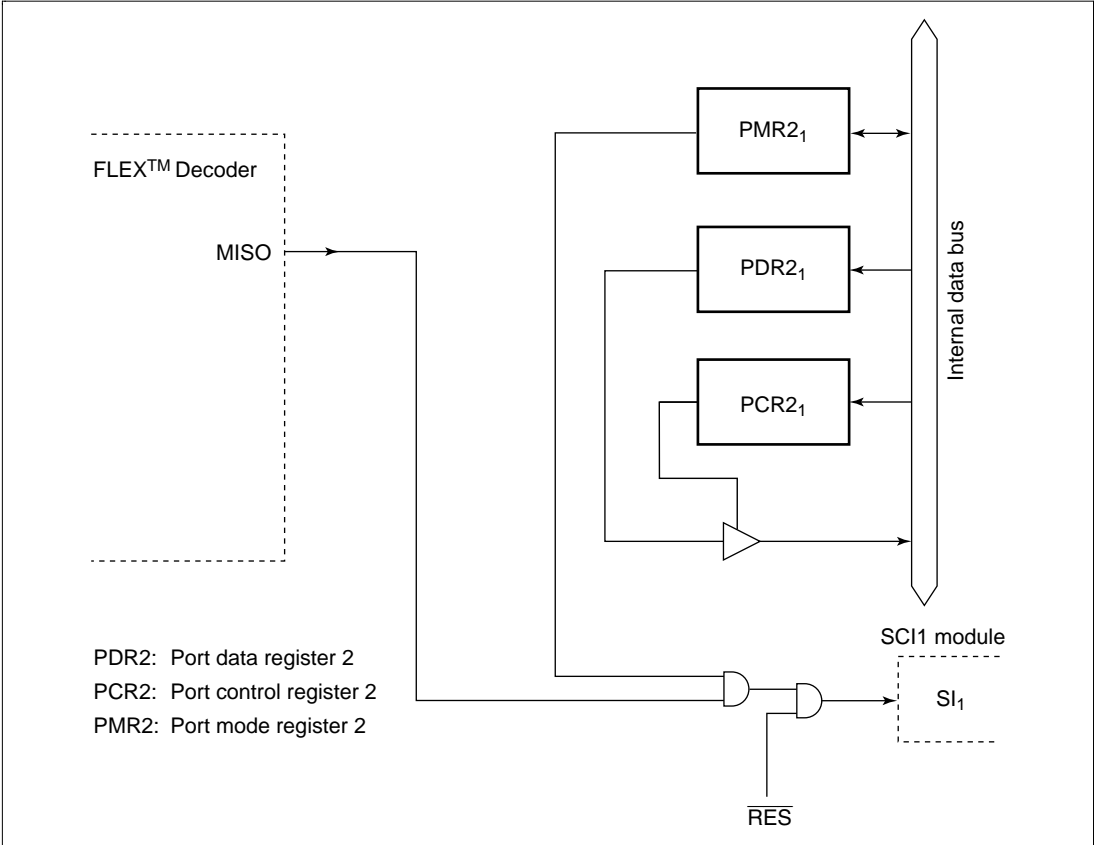 PMR2₁
FLEX™ Decoder
MISO
PDR2₁
Internal data bus
PCR2₁
SCI1 module
PDR2: Port data register 2
PCR2: Port control register 2
PMR2: Port mode register 2
SI₁
R̅E̅S̅